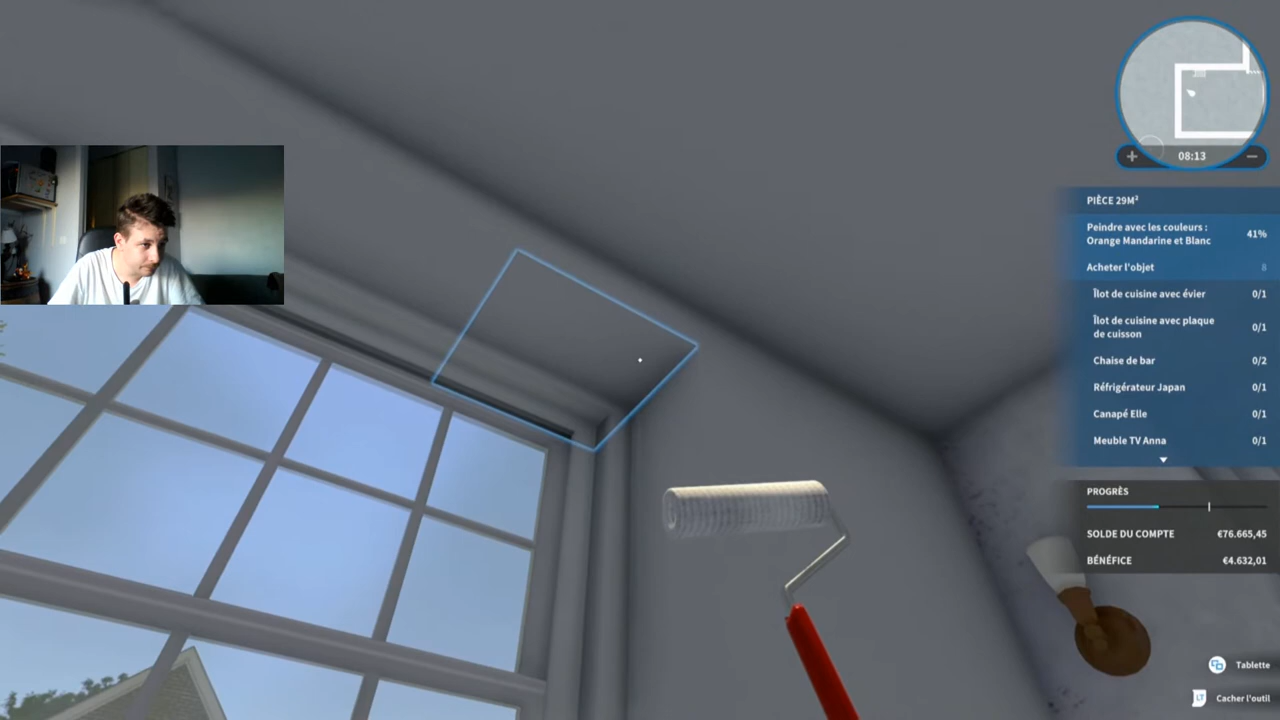 08:13
PIÈCE 29M²
Peindre avec les couleurs :
Orange Mandarine et Blanc
41%
Acheter l'objet
8
Îlot de cuisine avec évier
0/1
Îlot de cuisine avec plaque
de cuisson
0/1
Chaise de bar
0/2
Réfrigérateur Japan
0/1
Canapé Elle
0/1
Meuble TV Anna
0/1
PROGRÈS
SOLDE DU COMPTE
€76.665,45
BÉNÉFICE
€4.632,01
Tablette
LT
Cacher l'outil